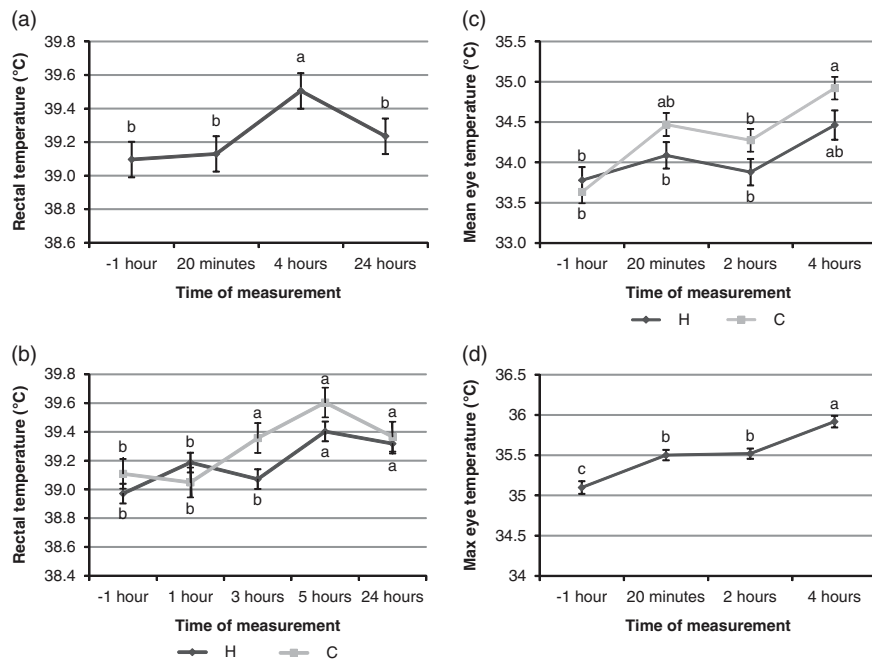 (a)
39.8
39.6
39.4
39.2
39.0
38.8
38.6
Rectal temperature (°C)
b
b
a
b
-1 hour 20 minutes 4 hours 24 hours
Time of measurement
(b)
39.8
39.6
39.4
39.2
39.0
38.8
38.6
38.4
Rectal temperature (°C)
b b a a a
b b b a a
-1 hour 1 hour 3 hours 5 hours 24 hours
Time of measurement
H C
(c)
35.5
35.0
34.5
34.0
33.5
33.0
Mean eye temperature (°C)
b ab b a
b b b ab
-1 hour 20 minutes 2 hours 4 hours
Time of measurement
H C
(d)
36.5
36
35.5
35
34.5
34
Max eye temperature (°C)
c b b a
-1 hour 20 minutes 2 hours 4 hours
Time of measurement